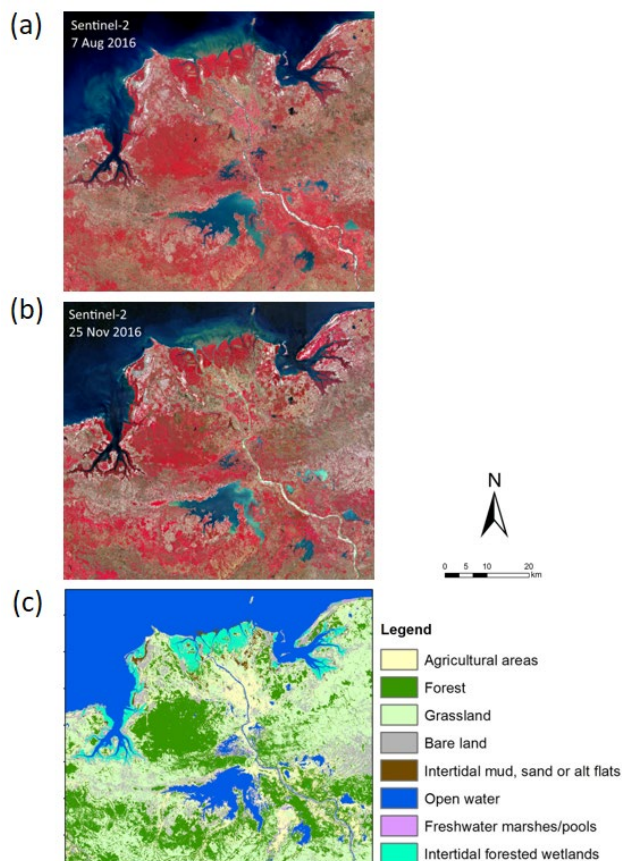 (a)
Sentinel-2
7 Aug 2016
(b)
Sentinel-2
25 Nov 2016
N
0 5 10 20
km
(c)
Legend
Agricultural areas
Forest
Grassland
Bare land
Intertidal mud, sand or alt flats
Open water
Freshwater marshes/pools
Intertidal forested wetlands